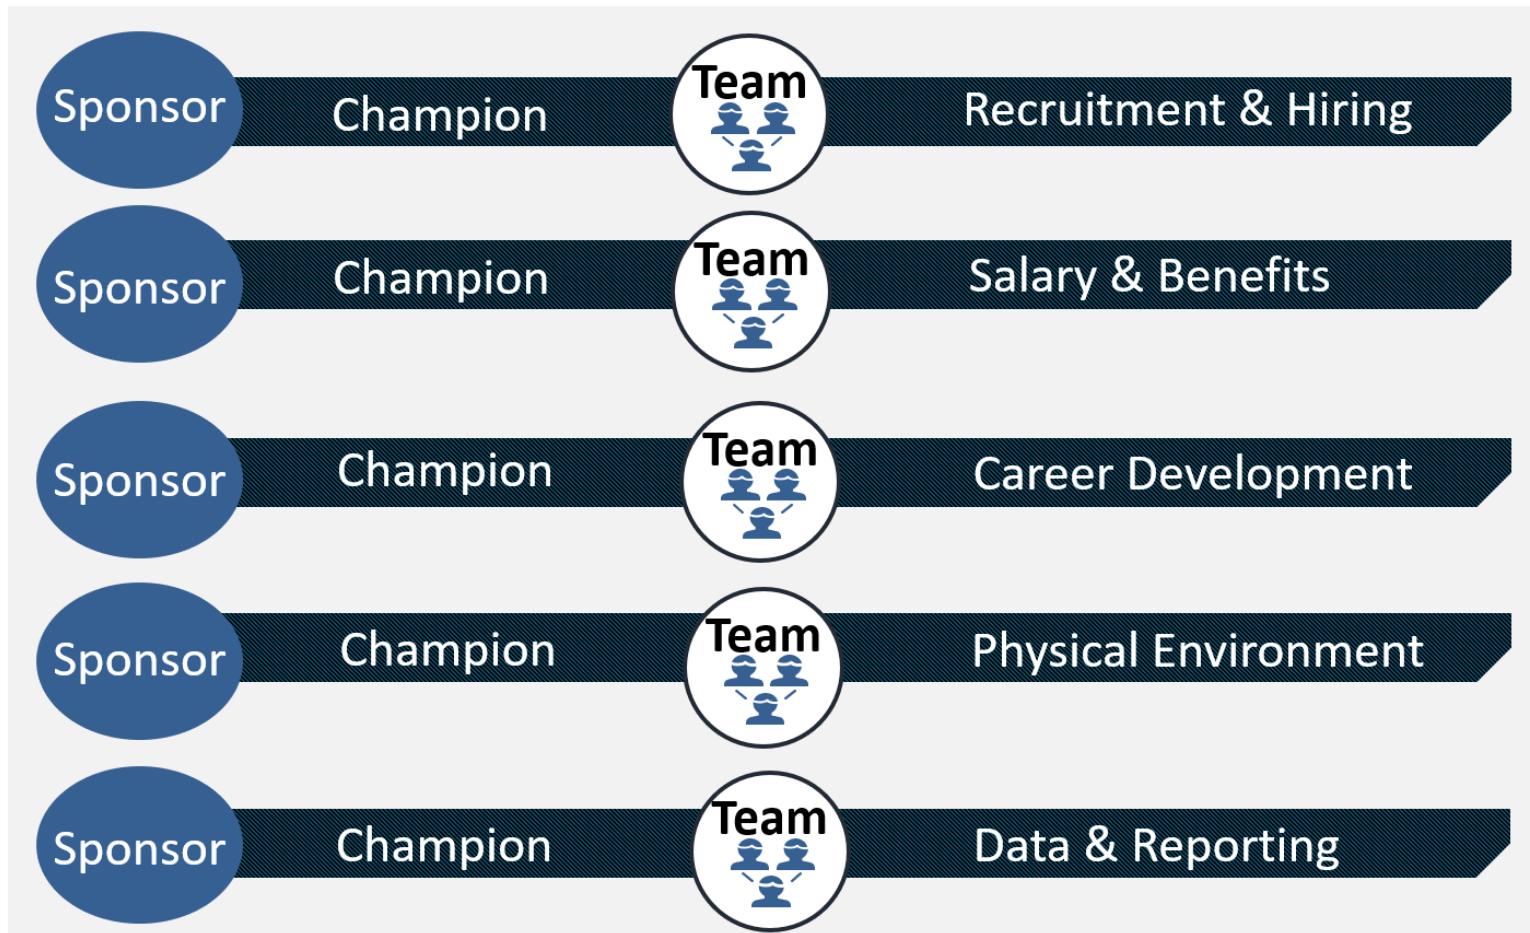 Sponsor Champion Team Recruitment & Hiring
Sponsor Champion Team Salary & Benefits
Sponsor Champion Team Career Development
Sponsor Champion Team Physical Environment
Sponsor Champion Team Data & Reporting